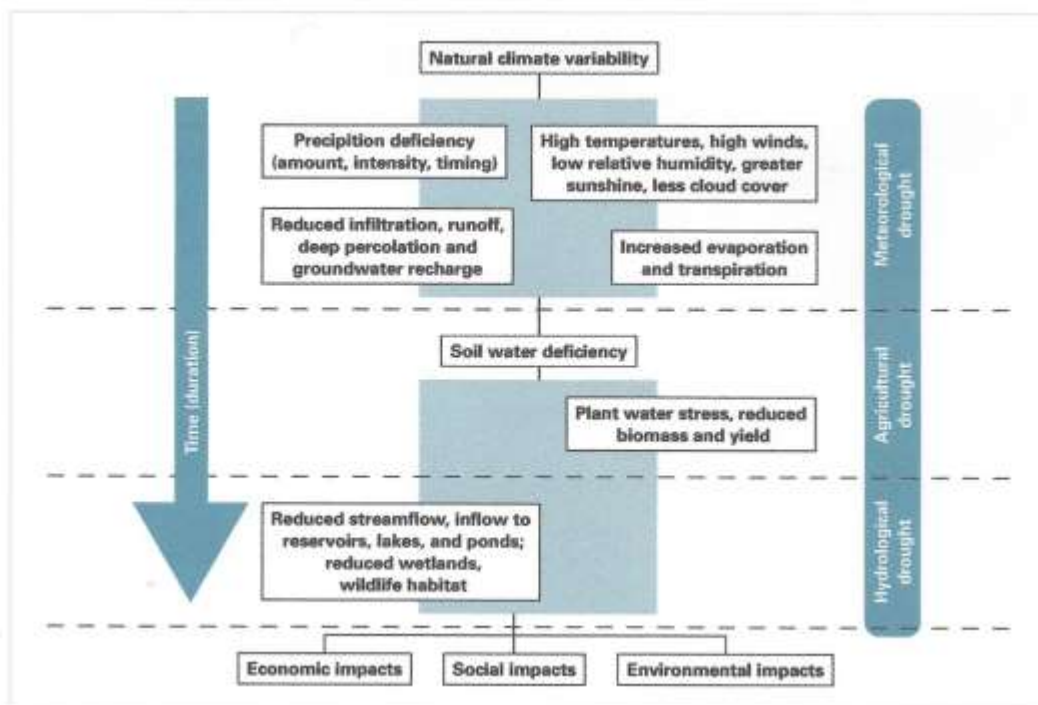 Natural climate variability
Precipition deficiency
(amount, intensity, timing)
High temperatures, high winds,
low relative humidity, greater
sunshine, less cloud cover
Reduced infiltration, runoff,
deep percolation and
groundwater recharge
Increased evaporation
and transpiration
Meteorological
drought
Time (duration)
Soil water deficiency
Plant water stress, reduced
biomass and yield
Agricultural
drought
Reduced streamflow, inflow to
reservoirs, lakes, and ponds;
reduced wetlands,
wildlife habitat
Hydrological
drought
Economic impacts
Social impacts
Environmental impacts